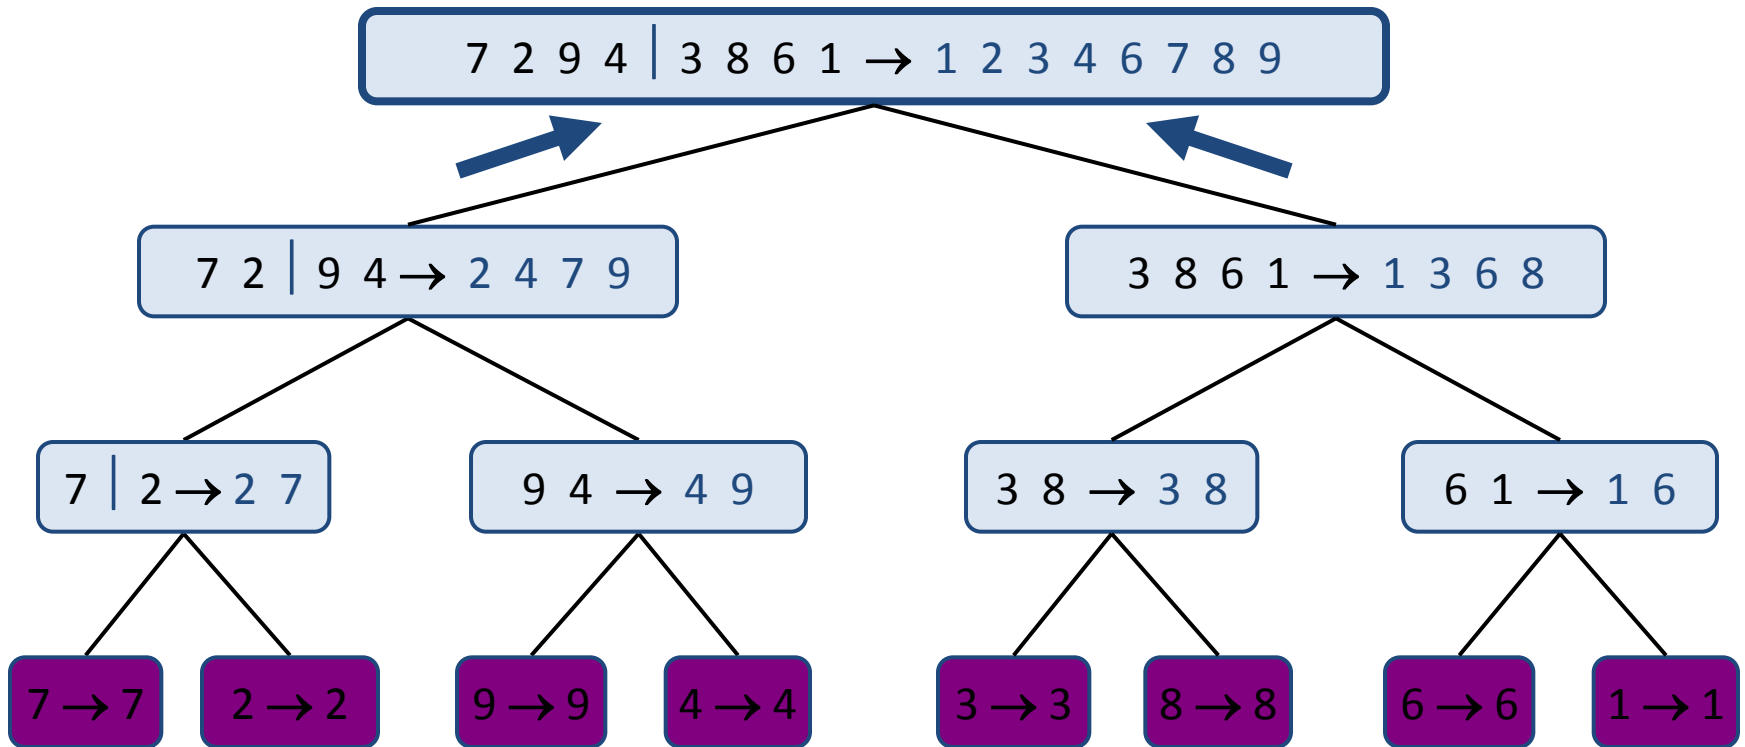 7 2 9 4 | 3 8 6 1 → 1 2 3 4 6 7 8 9
7 2 | 9 4 → 2 4 7 9
3 8 6 1 → 1 3 6 8
7 | 2 → 2 7
9 4 → 4 9
3 8 → 3 8
6 1 → 1 6
7 → 7
2 → 2
9 → 9
4 → 4
3 → 3
8 → 8
6 → 6
1 → 1